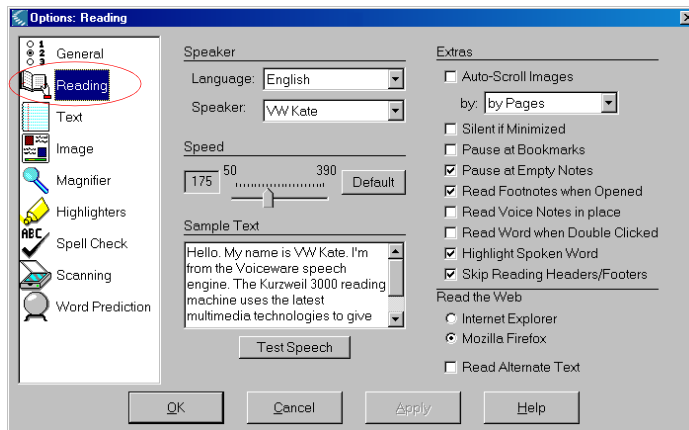 Options: Reading
General
Reading
Text
Image
Magnifier
Highlighters
ABC
Spell Check
Scanning
Word Prediction
Speaker
Language: English
Speaker: VW Kate
Speed
175 50 390 Default
Sample Text
Hello. My name is VW Kate. I'm
from the Voiceware speech
engine. The Kurzweil 3000 reading
machine uses the latest
multimedia technologies to give
Test Speech
Extras
Auto-Scroll Images
by: by Pages
Silent if Minimized
Pause at Bookmarks
Pause at Empty Notes
Read Footnotes when Opened
Read Voice Notes in place
Read Word when Double Clicked
Highlight Spoken Word
Skip Reading Headers/Footers
Read the Web
Internet Explorer
Mozilla Firefox
Read Alternate Text
OK Cancel Apply Help